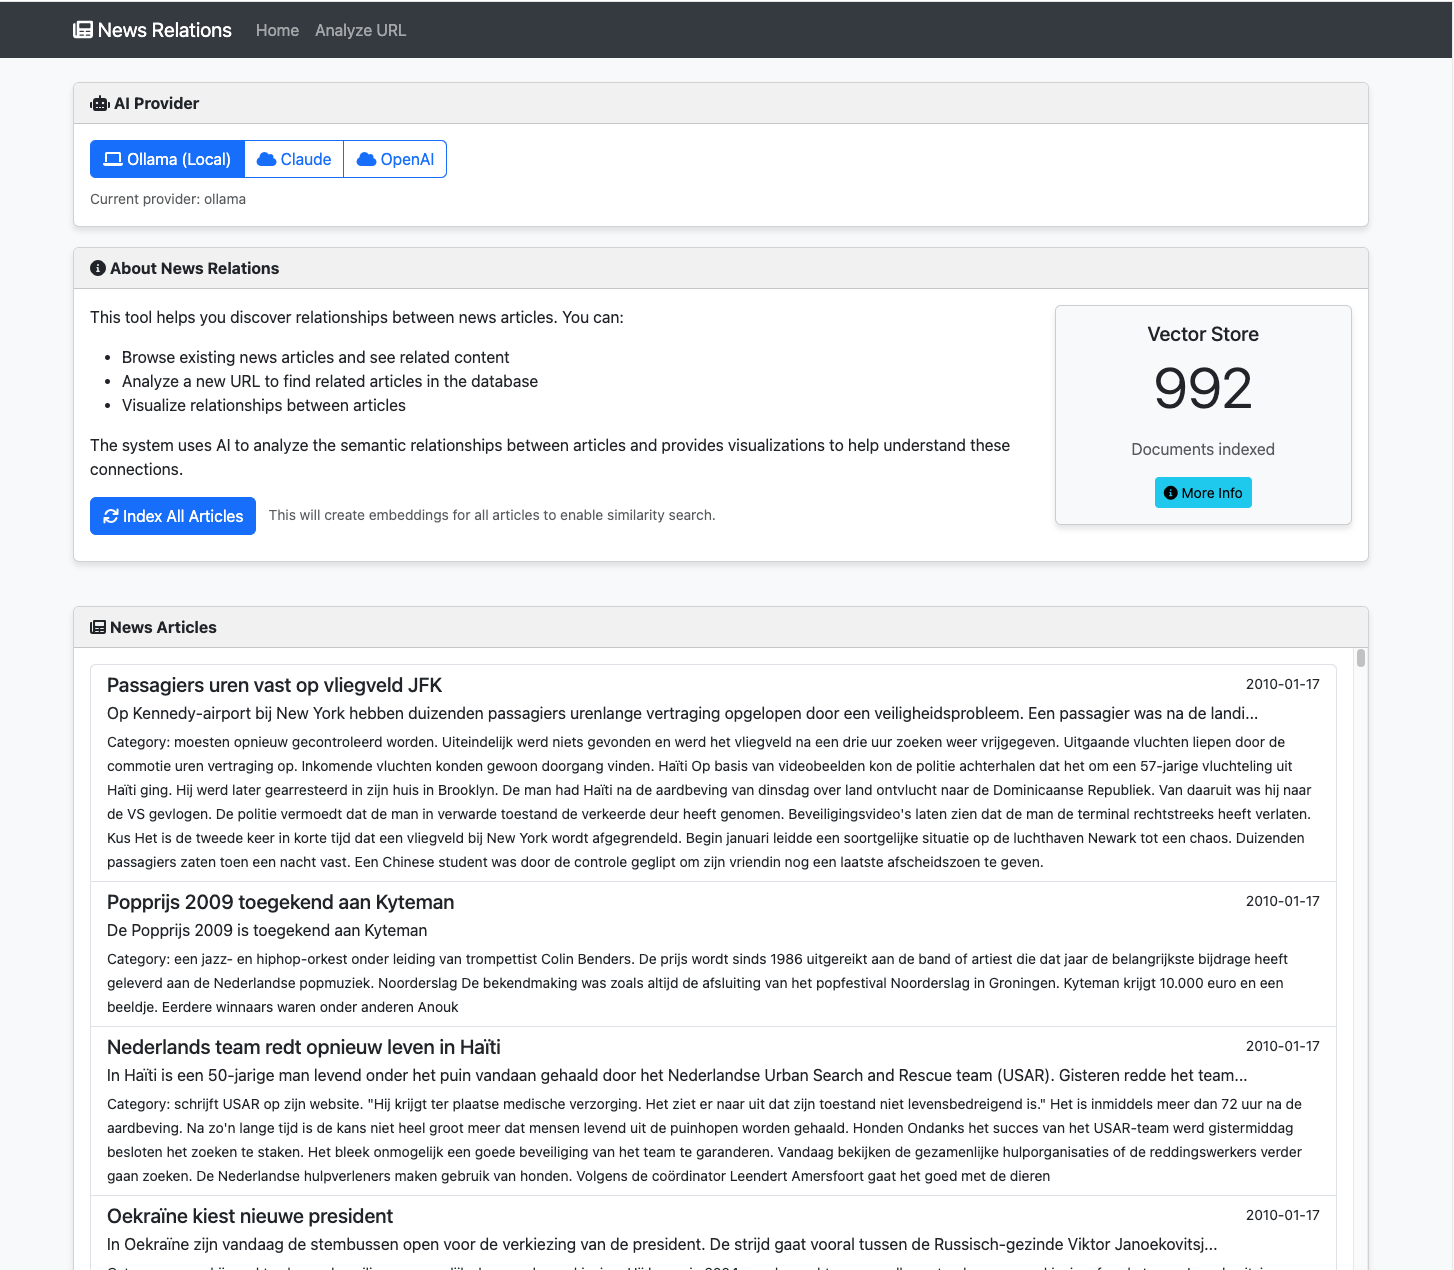 News Relations Home Analyze URL
AI Provider
Ollama (Local) Claude OpenAI
Current provider: ollama
About News Relations
This tool helps you discover relationships between news articles. You can:
• Browse existing news articles and see related content
• Analyze a new URL to find related articles in the database
• Visualize relationships between articles
The system uses AI to analyze the semantic relationships between articles and provides visualizations to help understand these
connections.
Index All Articles This will create embeddings for all articles to enable similarity search.
Vector Store
992
Documents indexed
More Info
News Articles
Passagiers uren vast op vliegveld JFK 2010-01-17
Op Kennedy-airport bij New York hebben duizenden passagiers urenlange vertraging opgelopen door een veiligheidsprobleem. Een passagier was na de landi...
Category: moesten opnieuw gecontroleerd worden. Uiteindelijk werd niets gevonden en werd het vliegveld na een drie uur zoeken weer vrijgegeven. Uitgaande vluchten liepen door de
commotie uren vertraging op. Inkomende vluchten konden gewoon doorgang vinden. Haïti Op basis van videobeelden kon de politie achterhalen dat het om een 57-jarige vluchteling uit
Haïti ging. Hij werd later gearresteerd in zijn huis in Brooklyn. De man had Haïti na de aardbeving van dinsdag over land ontvlucht naar de Dominicaanse Republiek. Van daaruit was hij naar
de VS gevlogen. De politie vermoedt dat de man in verwarde toestand de verkeerde deur heeft genomen. Beveiligingsvideo's laten zien dat de man de terminal rechtstreeks heeft verlaten.
Kus Het is de tweede keer in korte tijd dat een vliegveld bij New York wordt afgegrendeld. Begin januari leidde een soortgelijke situatie op de luchthaven Newark tot een chaos. Duizenden
passagiers zaten toen een nacht vast. Een Chinese student was door de controle geglipt om zijn vriendin nog een laatste afscheidszoen te geven.
Popprijs 2009 toegekend aan Kyteman 2010-01-17
De Popprijs 2009 is toegekend aan Kyteman
Category: een jazz- en hiphop-orkest onder leiding van trompettist Colin Benders. De prijs wordt sinds 1986 uitgereikt aan de band of artiest die dat jaar de belangrijkste bijdrage heeft
geleverd aan de Nederlandse popmuziek. Noorderslag De bekendmaking was zoals altijd de afsluiting van het popfestival Noorderslag in Groningen. Kyteman krijgt 10.000 euro en een
beeldje. Eerdere winnaars waren onder anderen Anouk
Nederlands team redt opnieuw leven in Haïti 2010-01-17
In Haïti is een 50-jarige man levend onder het puin vandaan gehaald door het Nederlandse Urban Search and Rescue team (USAR). Gisteren redde het team...
Category: schrijft USAR op zijn website. "Hij krijgt ter plaatse medische verzorging. Het ziet er naar uit dat zijn toestand niet levensbedreigend is." Het is inmiddels meer dan 72 uur na de
aardbeving. Na zo'n lange tijd is de kans niet heel groot meer dat mensen levend uit de puinhopen worden gehaald. Honden Ondanks het succes van het USAR-team werd gistermiddag
besloten het zoeken te staken. Het bleek onmogelijk een goede beveiliging van het team te garanderen. Vandaag bekijken de gezamenlijke hulporganisaties of de reddingswerkers verder
gaan zoeken. De Nederlandse hulpverleners maken gebruik van honden. Volgens de coördinator Leendert Amersfoort gaat het goed met de dieren
Oekraïne kiest nieuwe president 2010-01-17
In Oekraïne zijn vandaag de stembussen open voor de verkiezing van de president. De strijd gaat vooral tussen de Russisch-gezinde Viktor Janoekovitsj...